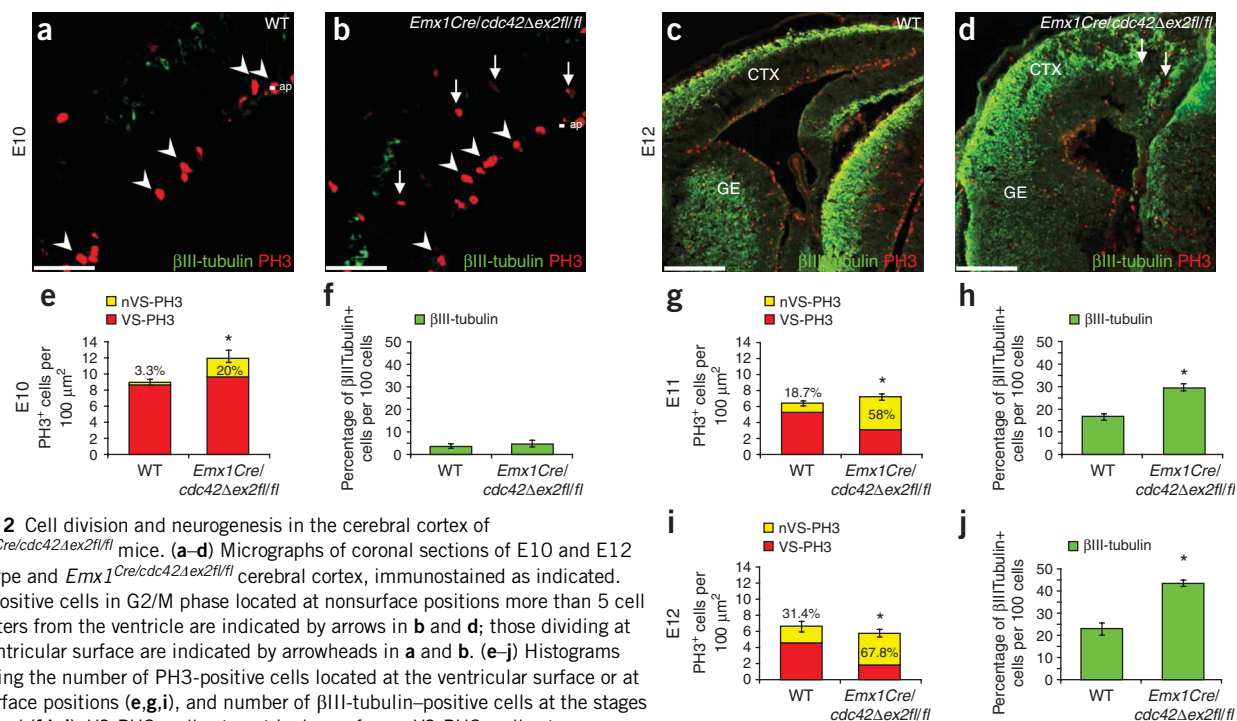 a
WT
b
Emx1Cre/cdc42Δex2fl/fl
c
WT
d
Emx1Cre/cdc42Δex2fl/fl
E10
ap
βIII-tubulin PH3
ap
βIII-tubulin PH3
E12
CTX
GE
βIII-tubulin PH3
CTX
GE
βIII-tubulin PH3
e
nVS-PH3
VS-PH3
E10
PH3+ cells per
100 μm2
14
12
10
8
6
4
2
0
3.3%
*
20%
WT
Emx1Cre/
cdc42Δex2fl/fl
f
βIII-tubulin
Percentage of βIIITubulin+
cells per 100 cells
50
40
30
20
10
0
WT
Emx1Cre/
cdc42Δex2fl/fl
g
nVS-PH3
VS-PH3
E11
PH3+ cells per
100 μm2
14
12
10
8
6
4
2
0
18.7%
*
58%
WT
Emx1Cre/
cdc42Δex2fl/fl
h
βIII-tubulin
Percentage of βIIITubulin+
cells per 100 cells
50
40
30
20
10
0
*
WT
Emx1Cre/
cdc42Δex2fl/fl
2 Cell division and neurogenesis in the cerebral cortex of
Cre/cdc42Δex2fl/fl mice. (a–d) Micrographs of coronal sections of E10 and E12
ype and Emx1Cre/cdc42Δex2fl/fl cerebral cortex, immunostained as indicated.
ositive cells in G2/M phase located at nonsurface positions more than 5 cell
ters from the ventricle are indicated by arrows in b and d; those dividing at
ntricular surface are indicated by arrowheads in a and b. (e–j) Histograms
ing the number of PH3-positive cells located at the ventricular surface or at
rface positions (e,g,i), and number of βIII-tubulin–positive cells at the stages
i
nVS-PH3
VS-PH3
E12
PH3+ cells per
100 μm2
14
12
10
8
6
4
2
0
31.4%
*
67.8%
WT
Emx1Cre/
cdc42Δex2fl/fl
j
βIII-tubulin
Percentage of βIIITubulin+
cells per 100 cells
50
40
30
20
10
0
*
WT
Emx1Cre/
cdc42Δex2fl/fl